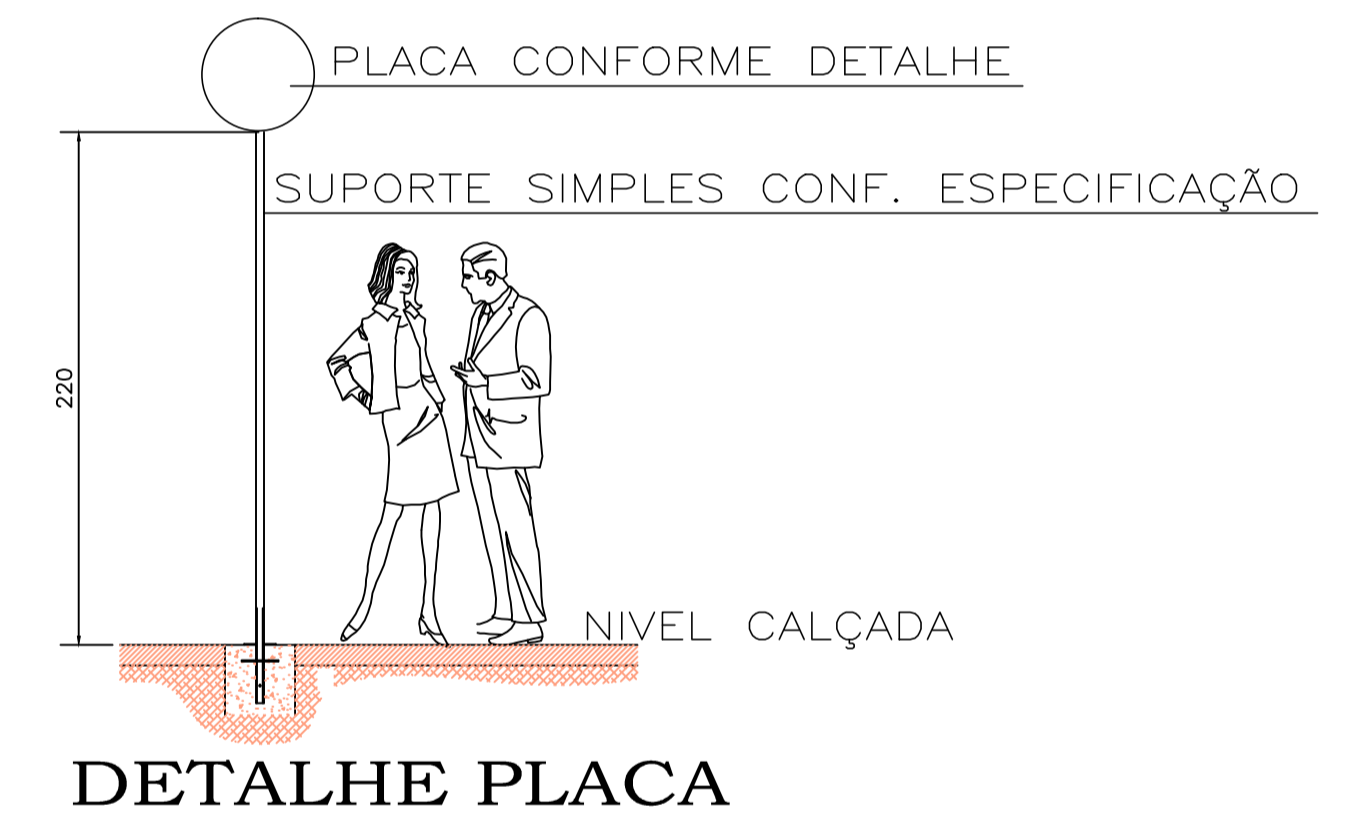 PLACA CONFORME DETALHE
SUPORTE SIMPLES CONF. ESPECIFICAÇÃO
220
NIVEL CALÇADA
DETALHE PLACA